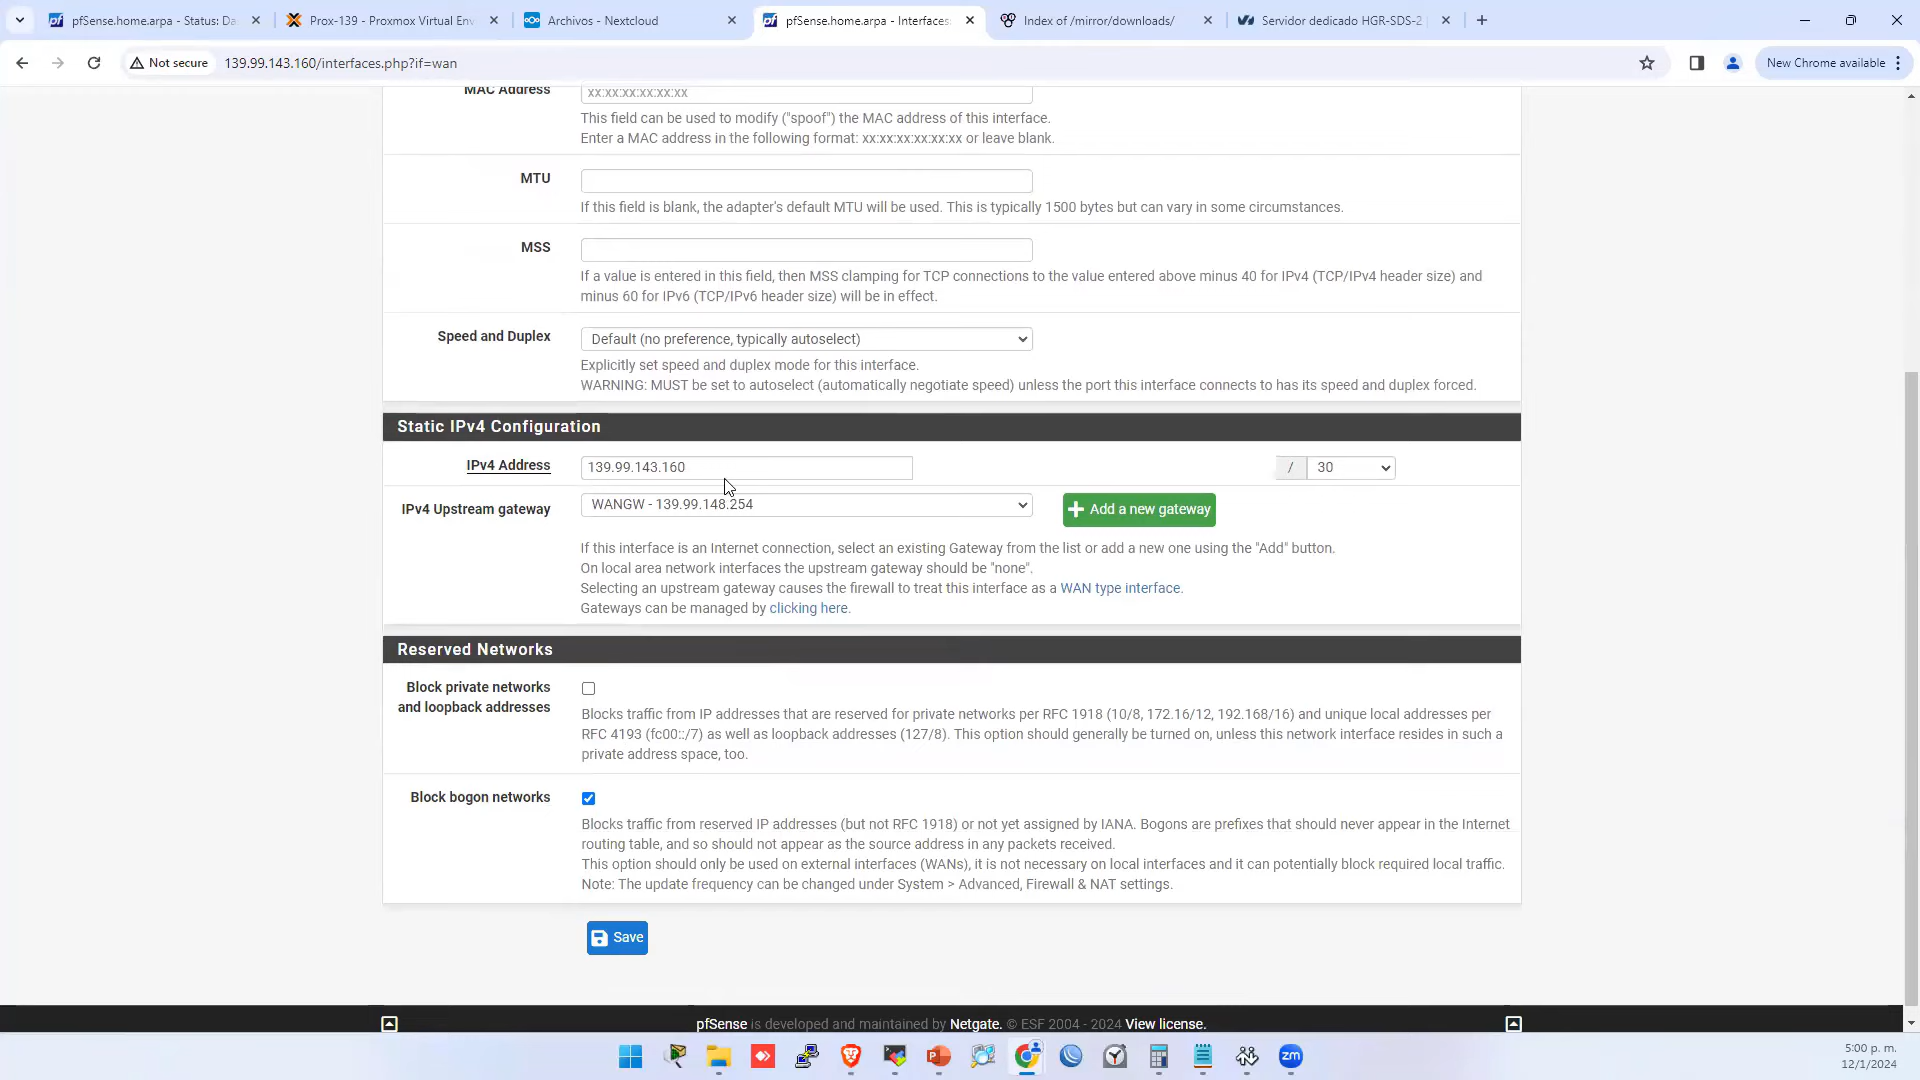 pfSense.home.arpa - Status: Da
Prox-139 - Proxmox Virtual Env
Archivos - Nextcloud
pfSense.home.arpa - Interfaces:
Index of /mirror/downloads/
Servidor dedicado HGR-SDS-2
Not secure
139.99.143.160/interfaces.php?if=wan
New Chrome available
MAC Address
xx:xx:xx:xx:xx:xx
This field can be used to modify ("spoof") the MAC address of this interface.
Enter a MAC address in the following format: xx:xx:xx:xx:xx:xx or leave blank.
MTU
If this field is blank, the adapter's default MTU will be used. This is typically 1500 bytes but can vary in some circumstances.
MSS
If a value is entered in this field, then MSS clamping for TCP connections to the value entered above minus 40 for IPv4 (TCP/IPv4 header size) and
minus 60 for IPv6 (TCP/IPv6 header size) will be in effect.
Speed and Duplex
Default (no preference, typically autoselect)
Explicitly set speed and duplex mode for this interface.
WARNING: MUST be set to autoselect (automatically negotiate speed) unless the port this interface connects to has its speed and duplex forced.
Static IPv4 Configuration
IPv4 Address
139.99.143.160
/ 30
IPv4 Upstream gateway
WANGW - 139.99.148.254
Add a new gateway
If this interface is an Internet connection, select an existing Gateway from the list or add a new one using the "Add" button.
On local area network interfaces the upstream gateway should be "none".
Selecting an upstream gateway causes the firewall to treat this interface as a WAN type interface.
Gateways can be managed by clicking here.
Reserved Networks
Block private networks
and loopback addresses
Blocks traffic from IP addresses that are reserved for private networks per RFC 1918 (10/8, 172.16/12, 192.168/16) and unique local addresses per
RFC 4193 (fc00::/7) as well as loopback addresses (127/8). This option should generally be turned on, unless this network interface resides in such a
private address space, too.
Block bogon networks
Blocks traffic from reserved IP addresses (but not RFC 1918) or not yet assigned by IANA. Bogons are prefixes that should never appear in the Internet
routing table, and so should not appear as the source address in any packets received.
This option should only be used on external interfaces (WANs), it is not necessary on local interfaces and it can potentially block required local traffic.
Note: The update frequency can be changed under System > Advanced, Firewall & NAT settings.
Save
pfSense is developed and maintained by Netgate. © ESF 2004 - 2024 View license.
zm
5:00 p. m.
12/1/2024